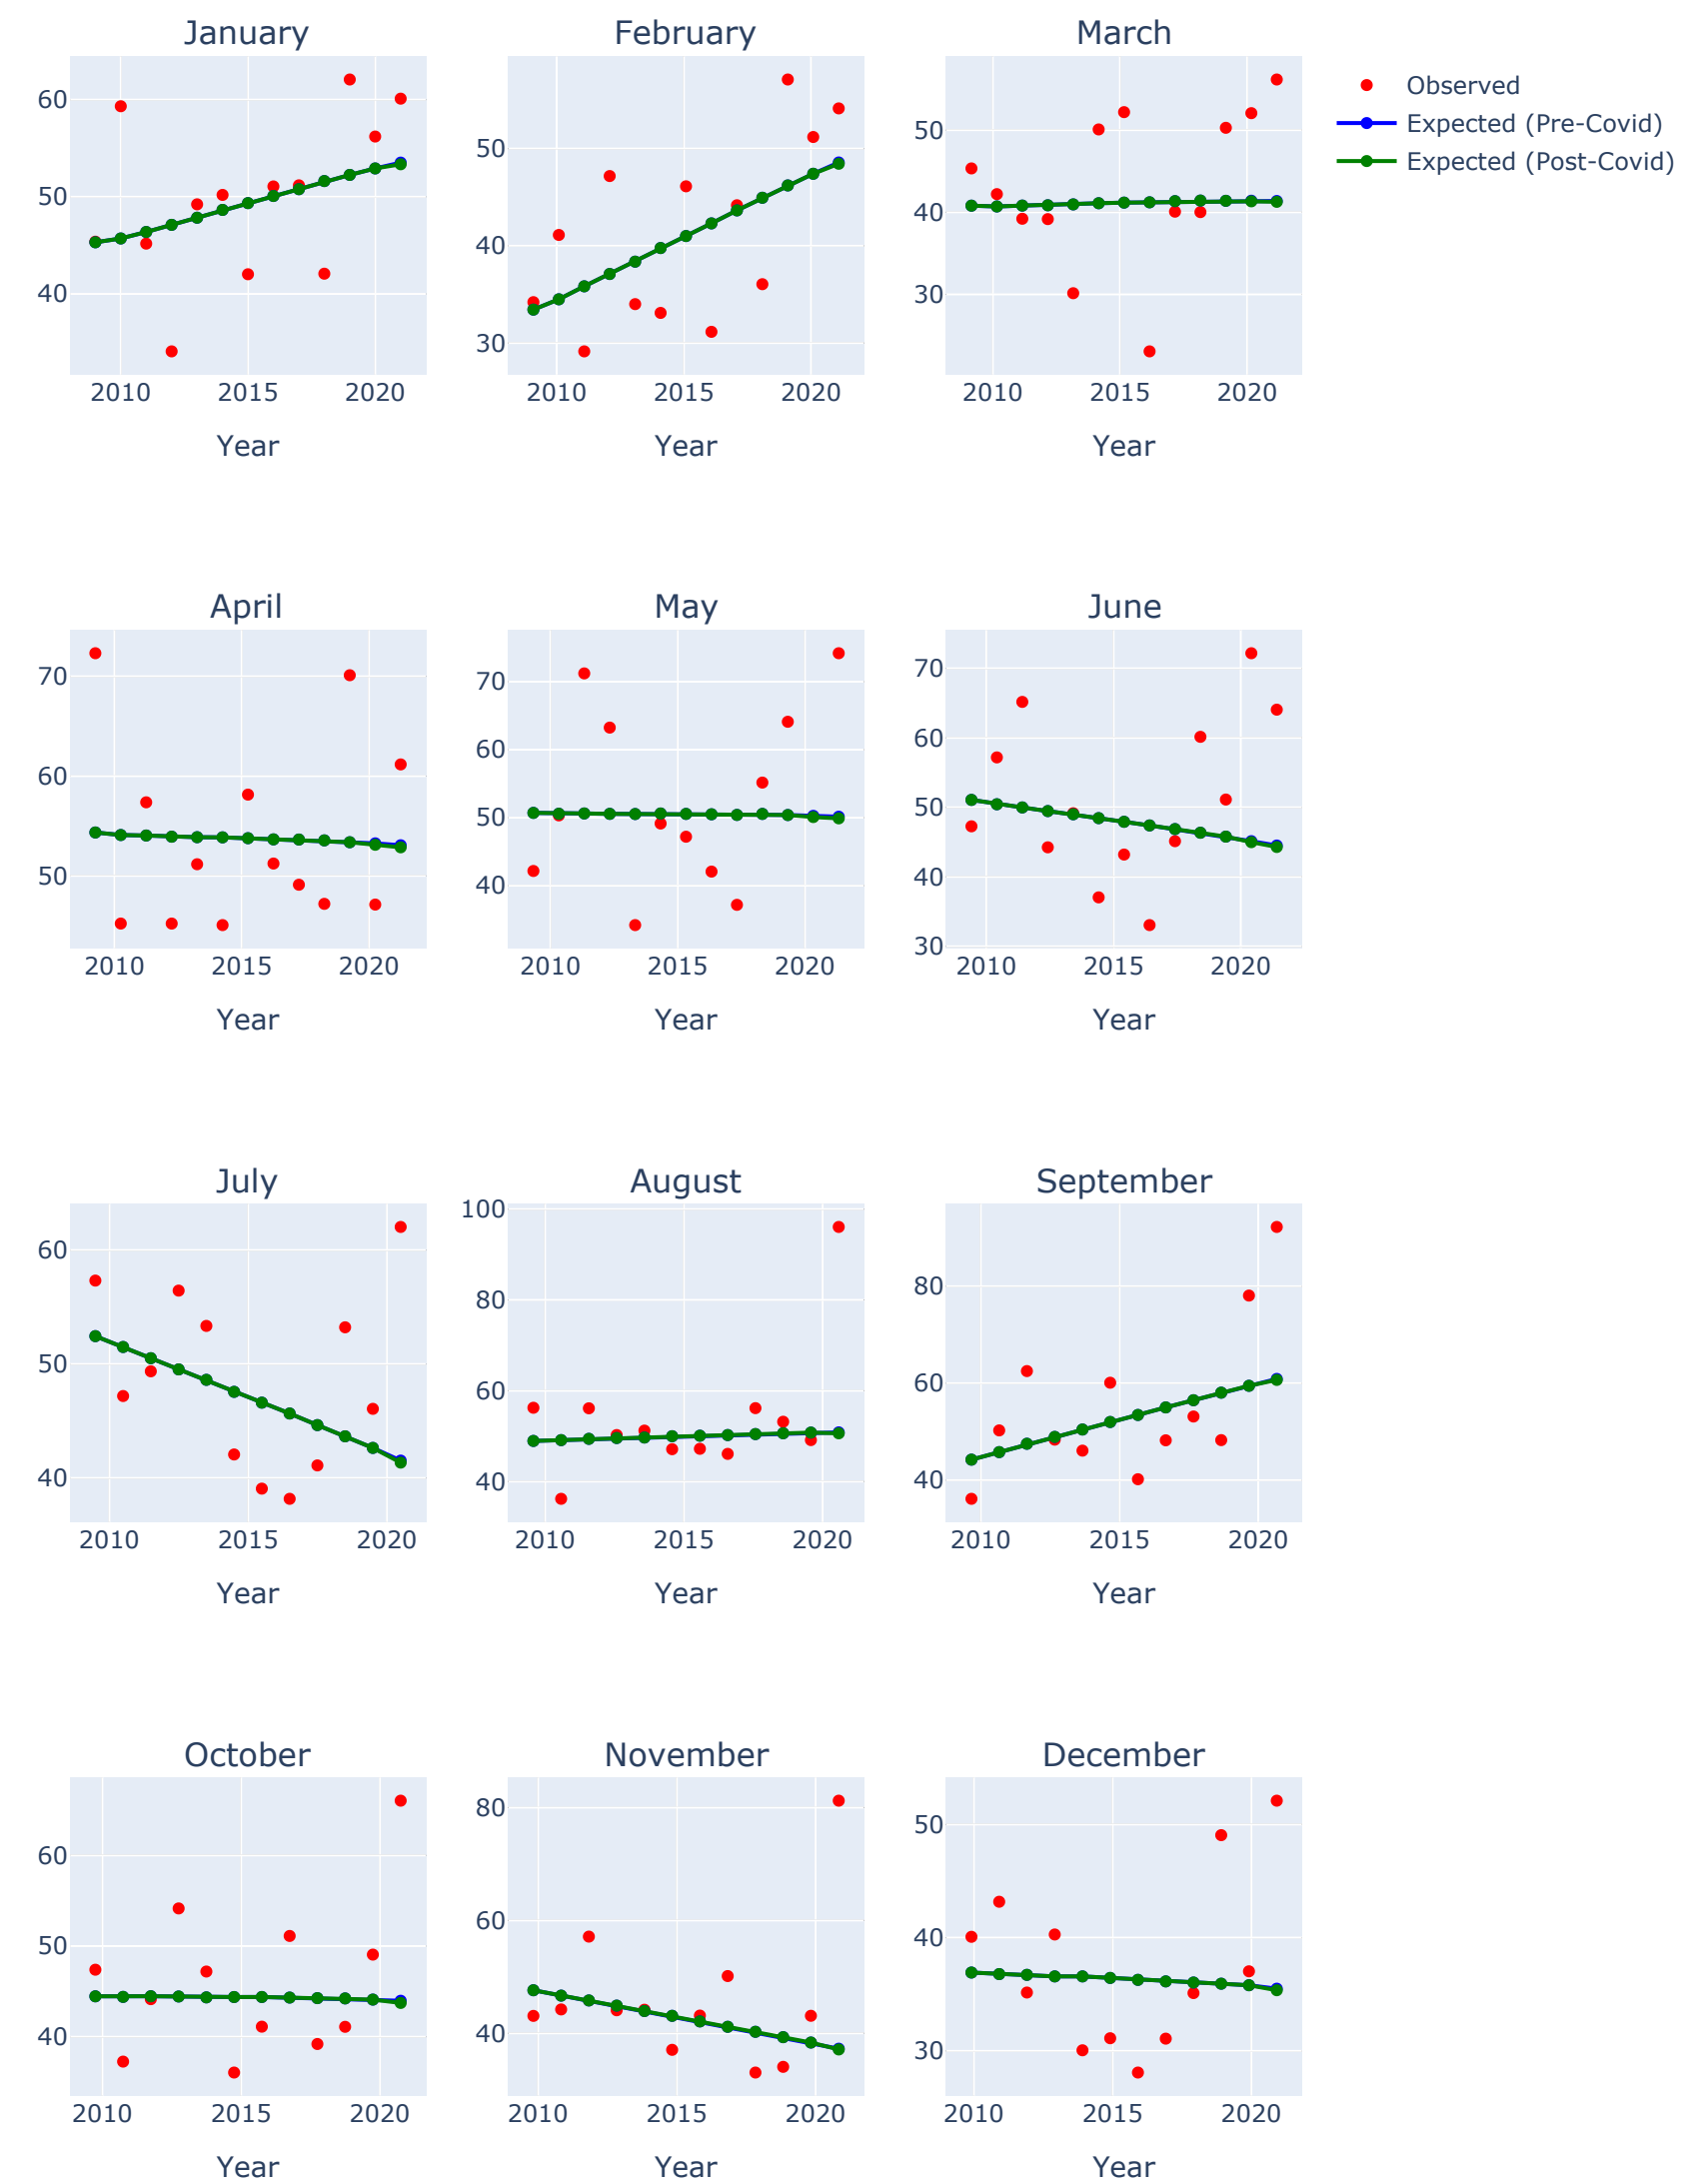 January
February
March
Observed
Expected (Pre-Covid)
Expected (Post-Covid)
60
50
40
2010
2015
2020
Year
50
40
30
2010
2015
2020
Year
50
40
30
2010
2015
2020
Year
April
May
June
70
60
50
2010
2015
2020
Year
70
60
50
40
2010
2015
2020
Year
70
60
50
40
30
2010
2015
2020
Year
July
August
September
60
50
40
2010
2015
2020
Year
100
80
60
40
2010
2015
2020
Year
80
60
40
2010
2015
2020
Year
October
November
December
60
50
40
2010
2015
2020
Year
80
60
40
2010
2015
2020
Year
50
40
30
2010
2015
2020
Year